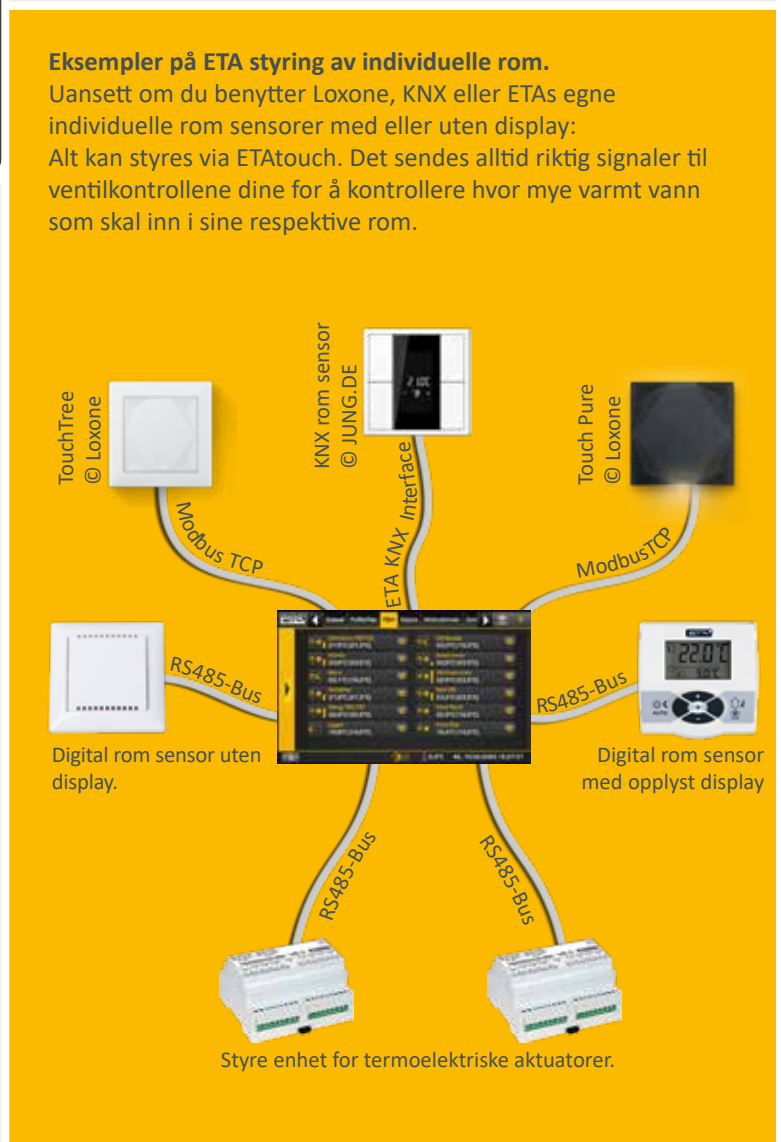 Eksempler på ETA styring av individuelle rom.
Uansett om du benytter Loxone, KNX eller ETAs egne
individuelle rom sensorer med eller uten display:
Alt kan styres via ETAtouch. Det sendes alltid riktig signaler til
ventilkontrollene dine for å kontrollere hvor mye varmt vann
som skal inn i sine respektive rom.
TouchTree
© Loxone
KNX rom sensor
© JUNG.DE
Touch Pure
© Loxone
Modbus TCP
ETA KNX Interface
ModbusTCP
RS485-Bus
RS485-Bus
22.0°C
Digital rom sensor uten
display.
Digital rom sensor
med opplyst display
AUTO
RS485-Bus
RS485-Bus
Styre enhet for termoelektriske aktuatorer.